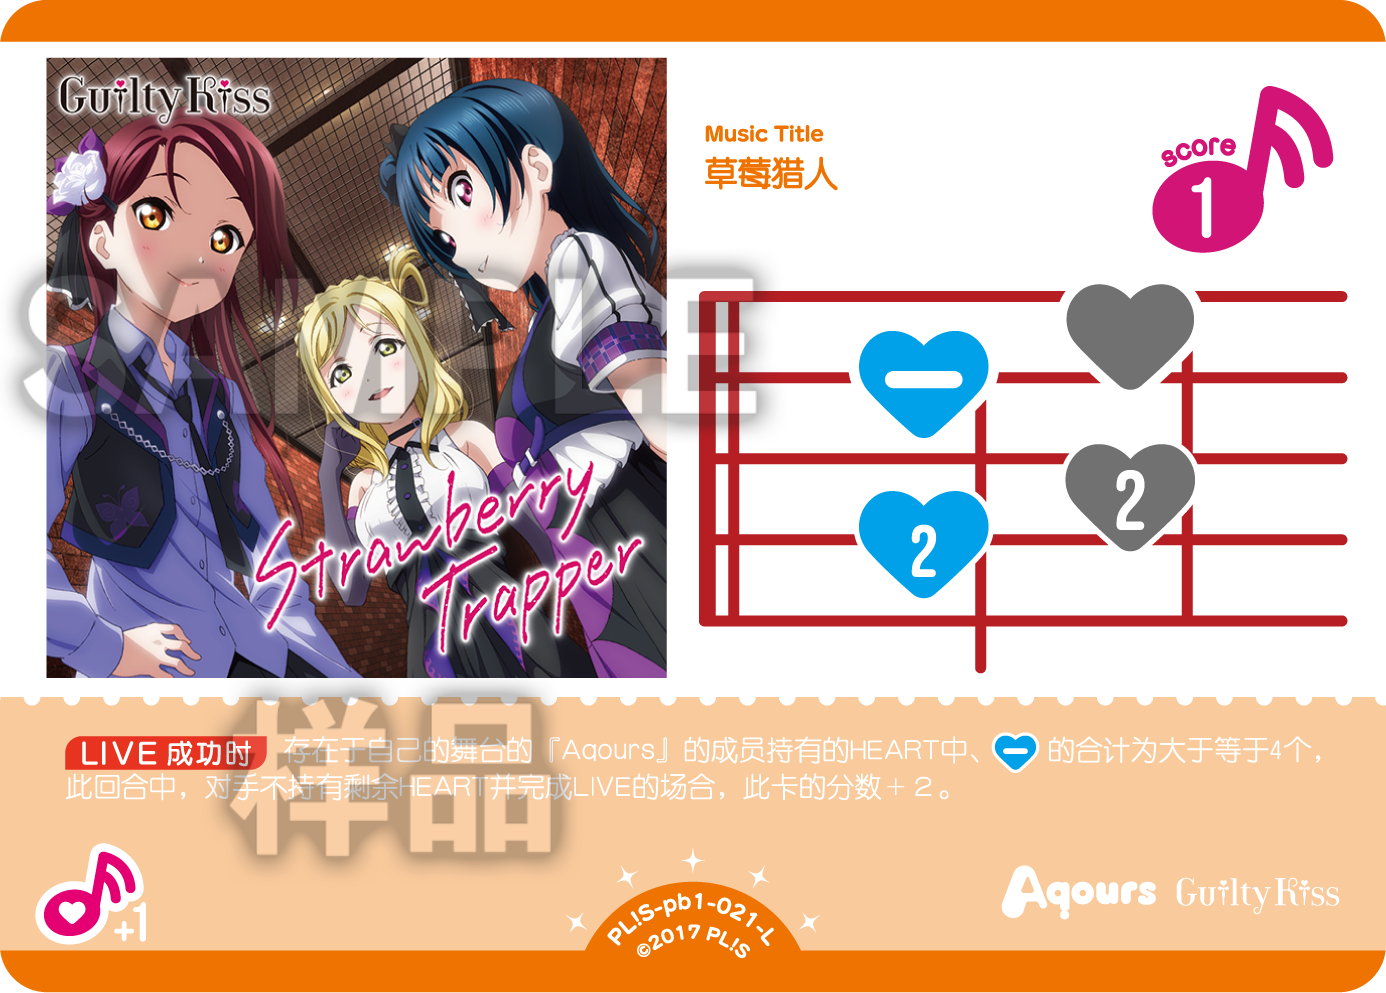 Guilty Kiss
Strawberry
Trapper
Music Title
草莓猎人
score
1
2
2
SAMPLE
样品
LIVE 成功时 存在于自己的舞台的『Aqours』的成员持有的HEART中、 的合计为大于等于4个，
此回合中，对手不持有剩余HEART并完成LIVE的场合，此卡的分数＋２。
+1
PL!S-pb1-021-L
©2017 PL!S
Aqours Guilty Kiss